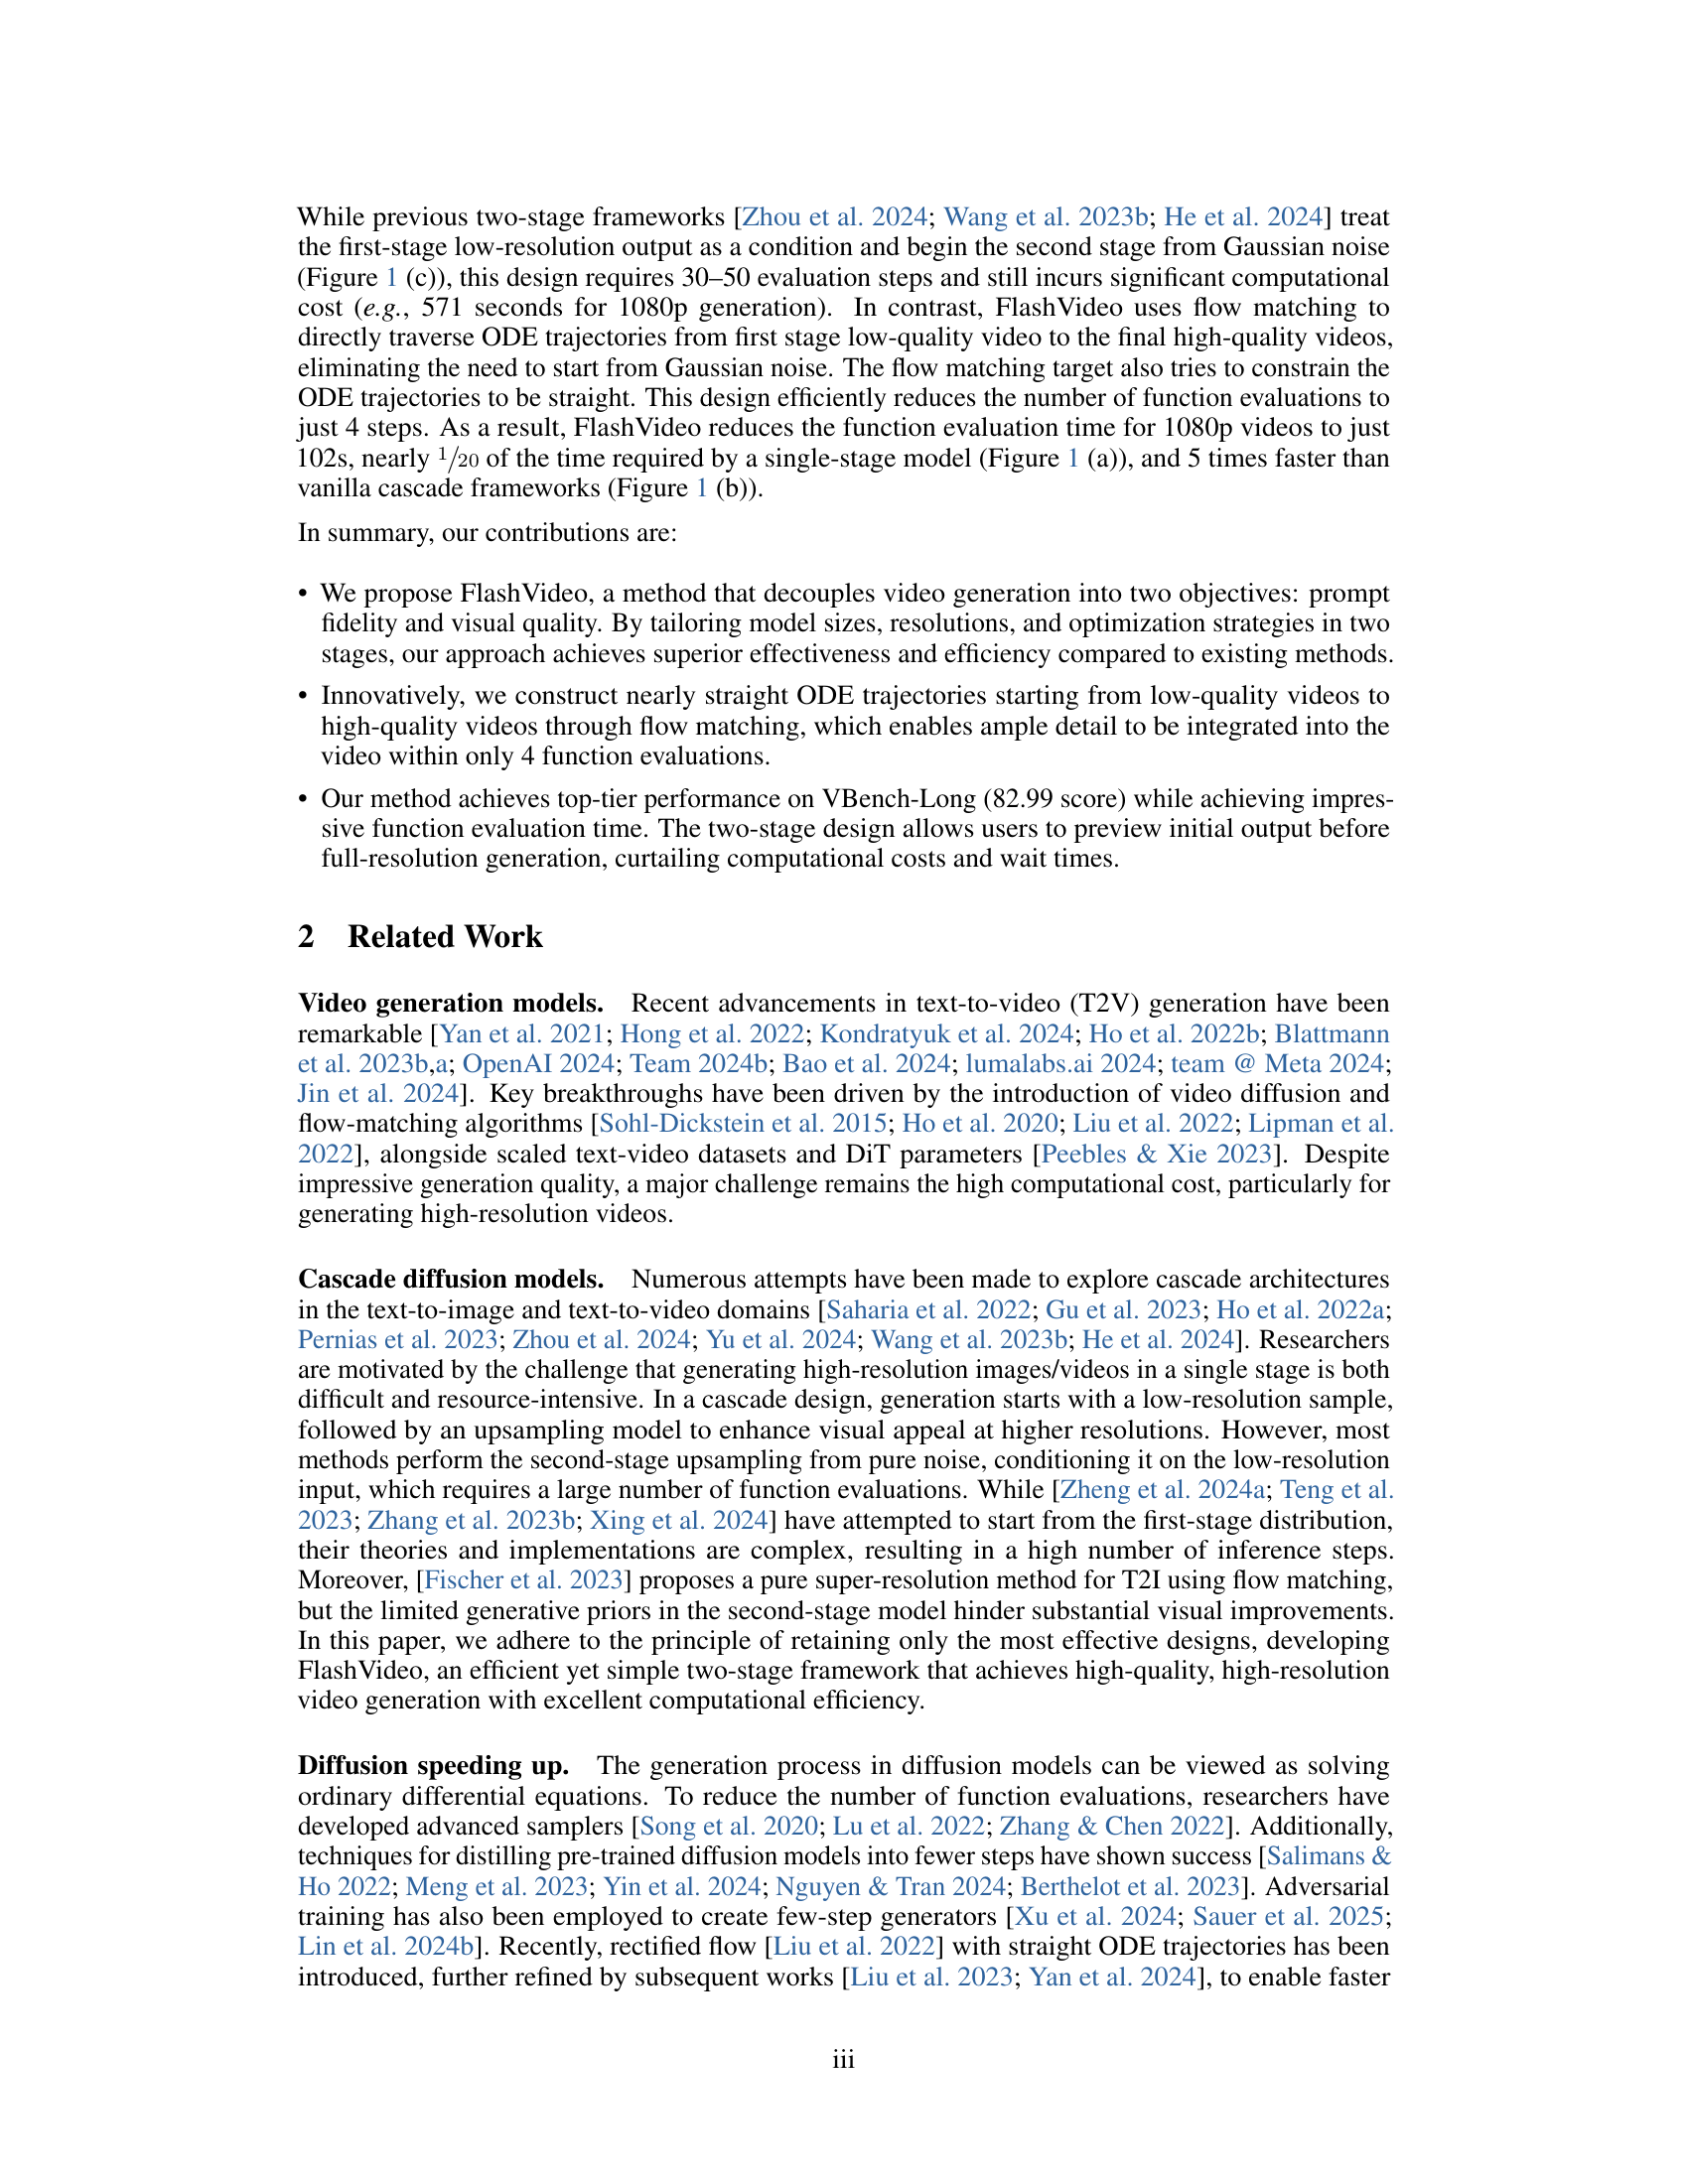 While previous two-stage frameworks [Zhou et al. 2024; Wang et al. 2023b; He et al. 2024] treat
the first-stage low-resolution output as a condition and begin the second stage from Gaussian noise
(Figure 1 (c)), this design requires 30–50 evaluation steps and still incurs significant computational
cost (e.g., 571 seconds for 1080p generation). In contrast, FlashVideo uses flow matching to
directly traverse ODE trajectories from first stage low-quality video to the final high-quality videos,
eliminating the need to start from Gaussian noise. The flow matching target also tries to constrain the
ODE trajectories to be straight. This design efficiently reduces the number of function evaluations to
just 4 steps. As a result, FlashVideo reduces the function evaluation time for 1080p videos to just
102s, nearly 1/20 of the time required by a single-stage model (Figure 1 (a)), and 5 times faster than
vanilla cascade frameworks (Figure 1 (b)).
In summary, our contributions are:
• We propose FlashVideo, a method that decouples video generation into two objectives: prompt
fidelity and visual quality. By tailoring model sizes, resolutions, and optimization strategies in two
stages, our approach achieves superior effectiveness and efficiency compared to existing methods.
• Innovatively, we construct nearly straight ODE trajectories starting from low-quality videos to
high-quality videos through flow matching, which enables ample detail to be integrated into the
video within only 4 function evaluations.
• Our method achieves top-tier performance on VBench-Long (82.99 score) while achieving impres-
sive function evaluation time. The two-stage design allows users to preview initial output before
full-resolution generation, curtailing computational costs and wait times.
2 Related Work
Video generation models. Recent advancements in text-to-video (T2V) generation have been
remarkable [Yan et al. 2021; Hong et al. 2022; Kondratyuk et al. 2024; Ho et al. 2022b; Blattmann
et al. 2023b,a; OpenAI 2024; Team 2024b; Bao et al. 2024; lumalabs.ai 2024; team @ Meta 2024;
Jin et al. 2024]. Key breakthroughs have been driven by the introduction of video diffusion and
flow-matching algorithms [Sohl-Dickstein et al. 2015; Ho et al. 2020; Liu et al. 2022; Lipman et al.
2022], alongside scaled text-video datasets and DiT parameters [Peebles & Xie 2023]. Despite
impressive generation quality, a major challenge remains the high computational cost, particularly for
generating high-resolution videos.
Cascade diffusion models. Numerous attempts have been made to explore cascade architectures
in the text-to-image and text-to-video domains [Saharia et al. 2022; Gu et al. 2023; Ho et al. 2022a;
Pernias et al. 2023; Zhou et al. 2024; Yu et al. 2024; Wang et al. 2023b; He et al. 2024]. Researchers
are motivated by the challenge that generating high-resolution images/videos in a single stage is both
difficult and resource-intensive. In a cascade design, generation starts with a low-resolution sample,
followed by an upsampling model to enhance visual appeal at higher resolutions. However, most
methods perform the second-stage upsampling from pure noise, conditioning it on the low-resolution
input, which requires a large number of function evaluations. While [Zheng et al. 2024a; Teng et al.
2023; Zhang et al. 2023b; Xing et al. 2024] have attempted to start from the first-stage distribution,
their theories and implementations are complex, resulting in a high number of inference steps.
Moreover, [Fischer et al. 2023] proposes a pure super-resolution method for T2I using flow matching,
but the limited generative priors in the second-stage model hinder substantial visual improvements.
In this paper, we adhere to the principle of retaining only the most effective designs, developing
FlashVideo, an efficient yet simple two-stage framework that achieves high-quality, high-resolution
video generation with excellent computational efficiency.
Diffusion speeding up. The generation process in diffusion models can be viewed as solving
ordinary differential equations. To reduce the number of function evaluations, researchers have
developed advanced samplers [Song et al. 2020; Lu et al. 2022; Zhang & Chen 2022]. Additionally,
techniques for distilling pre-trained diffusion models into fewer steps have shown success [Salimans &
Ho 2022; Meng et al. 2023; Yin et al. 2024; Nguyen & Tran 2024; Berthelot et al. 2023]. Adversarial
training has also been employed to create few-step generators [Xu et al. 2024; Sauer et al. 2025;
Lin et al. 2024b]. Recently, rectified flow [Liu et al. 2022] with straight ODE trajectories has been
introduced, further refined by subsequent works [Liu et al. 2023; Yan et al. 2024], to enable faster
iii